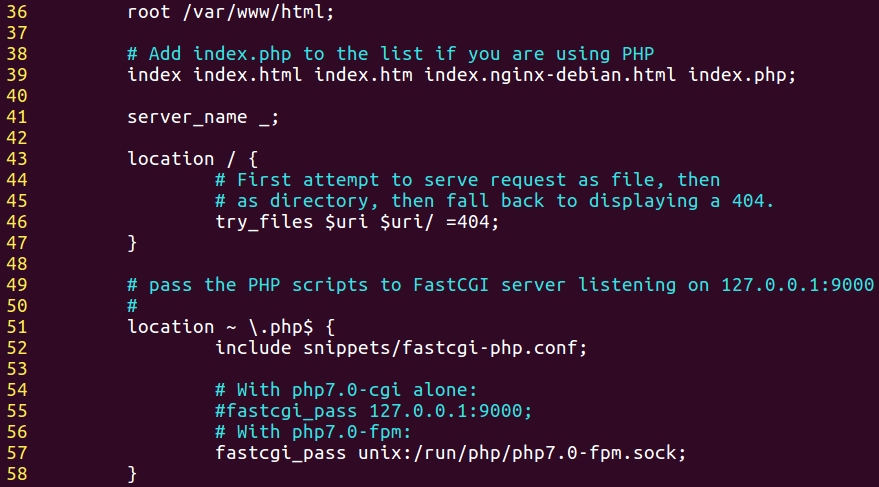 36         root /var/www/html;
37
38         # Add index.php to the list if you are using PHP
39         index index.html index.htm index.nginx-debian.html index.php;
40
41         server_name _;
42
43         location / {
44                 # First attempt to serve request as file, then
45                 # as directory, then fall back to displaying a 404.
46                 try_files $uri $uri/ =404;
47         }
48
49         # pass the PHP scripts to FastCGI server listening on 127.0.0.1:9000
50         #
51         location ~ \.php$ {
52                 include snippets/fastcgi-php.conf;
53
54                 # With php7.0-cgi alone:
55                 #fastcgi_pass 127.0.0.1:9000;
56                 # With php7.0-fpm:
57                 fastcgi_pass unix:/run/php/php7.0-fpm.sock;
58         }